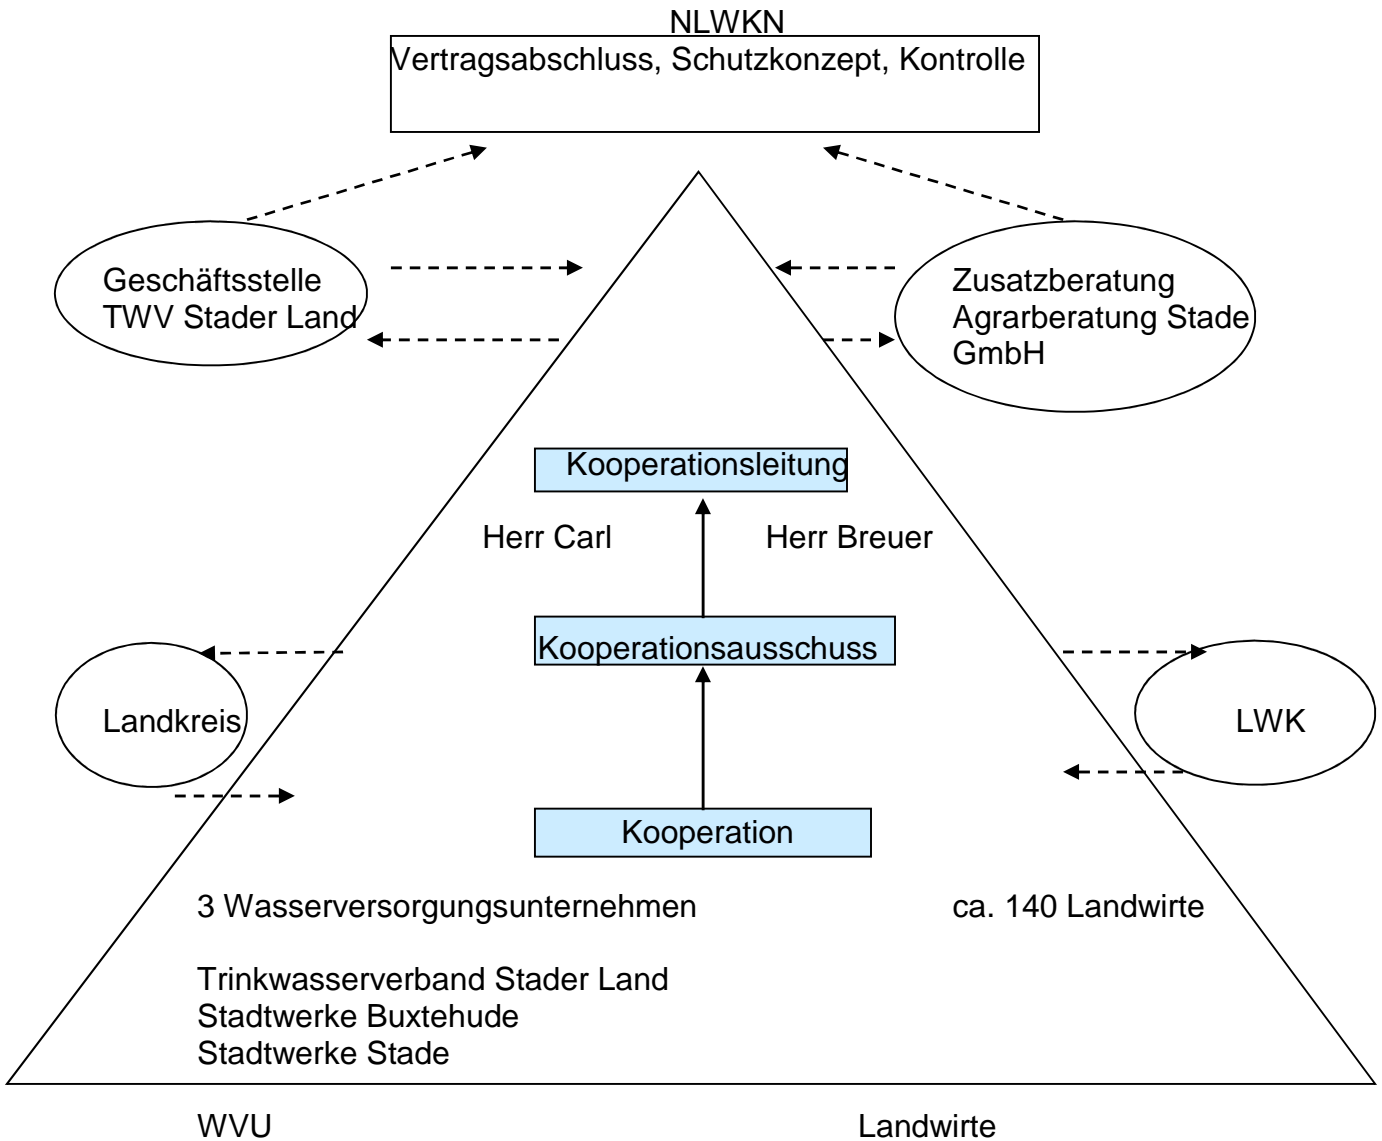 NLWKN
Vertragsabschluss, Schutzkonzept, Kontrolle
Geschäftsstelle
TWV Stader Land
Zusatzberatung
Agrarberatung Stade
GmbH
Kooperationsleitung
Herr Carl
Herr Breuer
Kooperationsausschuss
Landkreis
LWK
Kooperation
3 Wasserversorgungsunternehmen
ca. 140 Landwirte
Trinkwasserverband Stader Land
Stadtwerke Buxtehude
Stadtwerke Stade
WVU
Landwirte